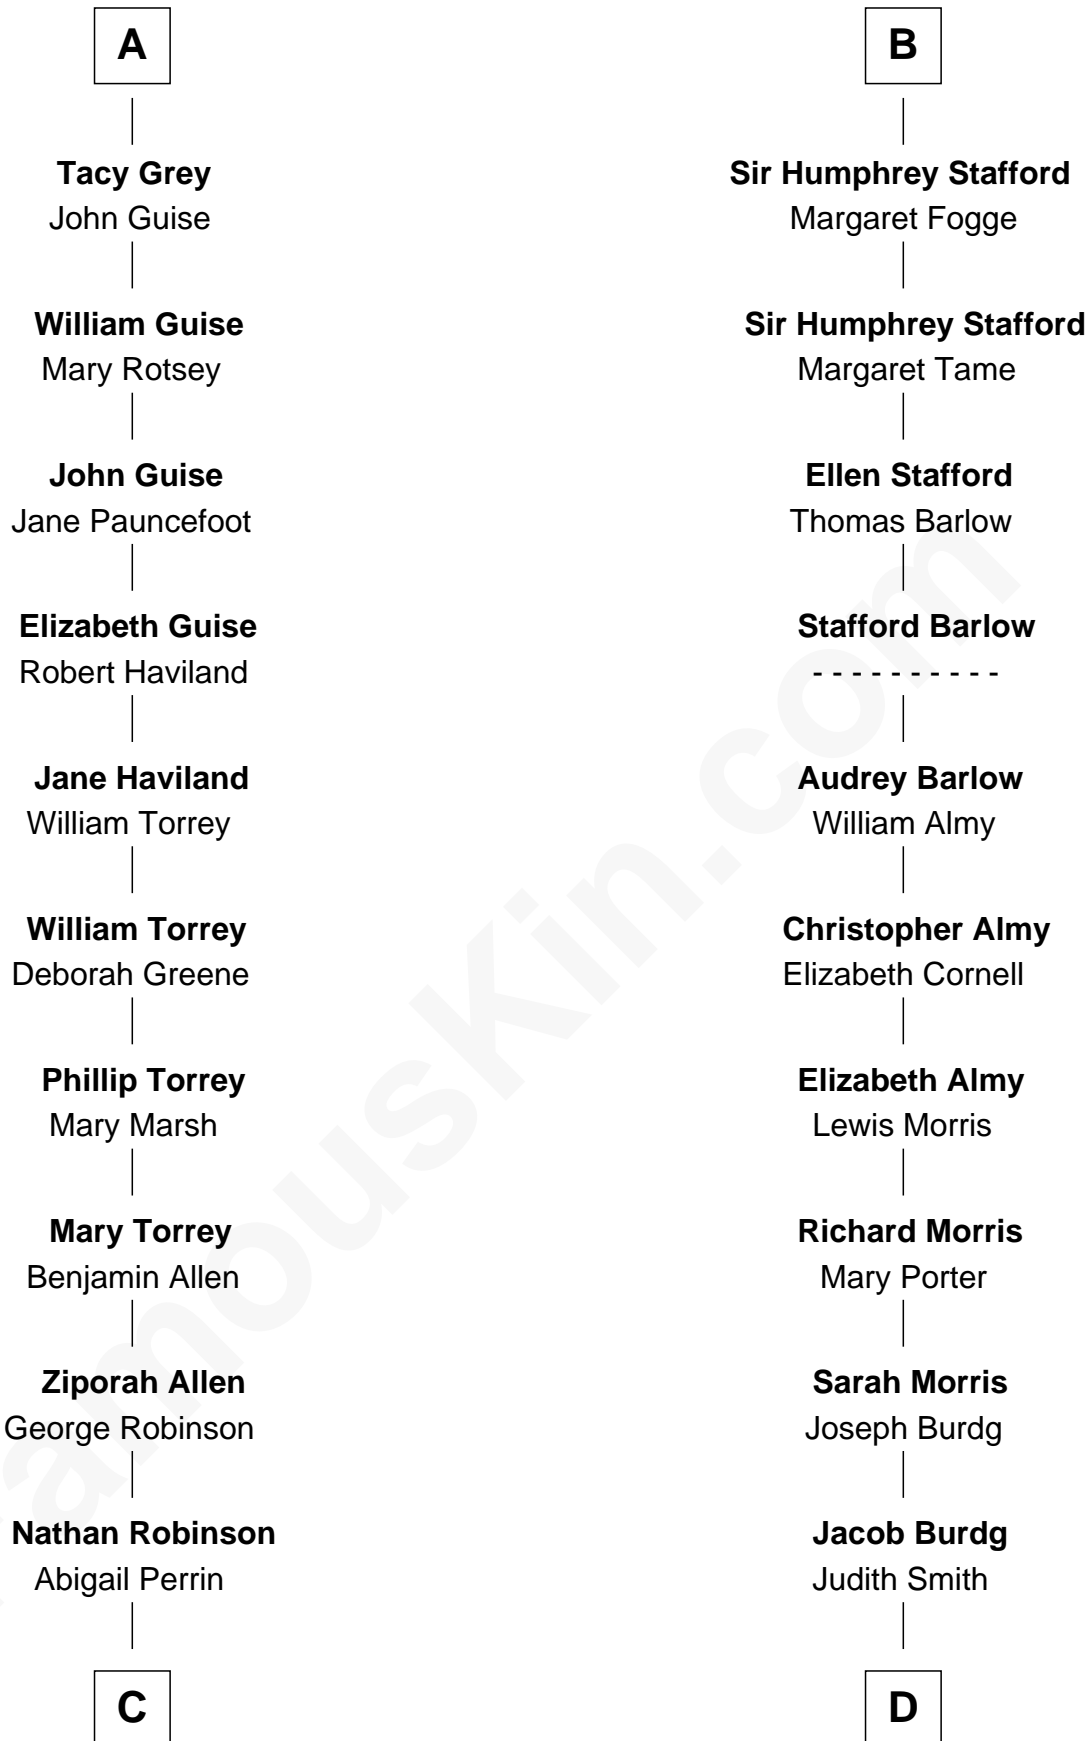 A
Tacy Grey
John Guise
William Guise
Mary Rotsey
John Guise
Jane Pauncefoot
Elizabeth Guise
Robert Haviland
Jane Haviland
William Torrey
William Torrey
Deborah Greene
Phillip Torrey
Mary Marsh
Mary Torrey
Benjamin Allen
Ziporah Allen
George Robinson
Nathan Robinson
Abigail Perrin
C
B
Sir Humphrey Stafford
Margaret Fogge
Sir Humphrey Stafford
Margaret Tame
Ellen Stafford
Thomas Barlow
Stafford Barlow
- - - - - - - - - -
Audrey Barlow
William Almy
Christopher Almy
Elizabeth Cornell
Elizabeth Almy
Lewis Morris
Richard Morris
Mary Porter
Sarah Morris
Joseph Burdg
Jacob Burdg
Judith Smith
D
FamousKin.com